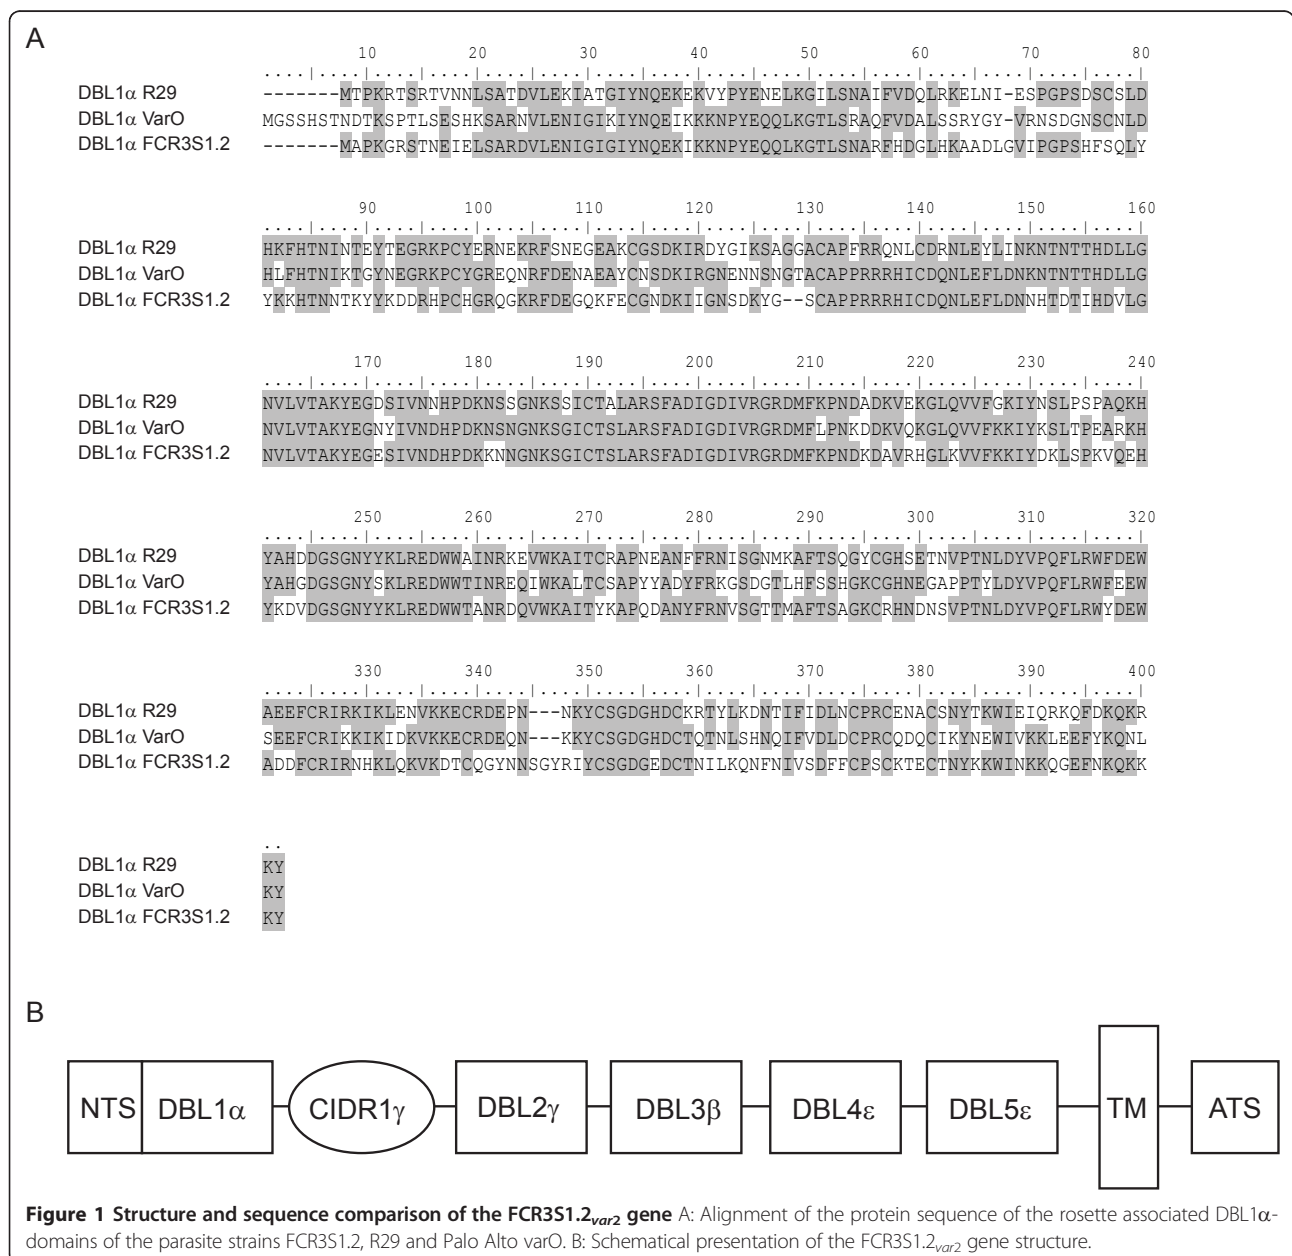 A
10 20 30 40 50 60 70 80
....|....|....|....|....|....|....|....|....|....|....|....|....|....|....|....|
DBL1α R29 -------MTPKRTSRTVNNLSATDVLEKIATGIYNQEKEKVYPYENELKGILSNAIFVDQLRKELNI-ESPGPSDSCSLD
DBL1α VarO MGSSHSTNDTKSPTLSESHKSARNVLENIGIKIYNQEIKKKNPYEQQLKGTLSRAQFVDALSSRYGY-VRNSDGNSCNLD
DBL1α FCR3S1.2 -------MAPKGRSTNEIELSARDVLENIGIGIYNQEKIKKNPYEQQLKGTLSNARFHDGLHKAADLGVIPGPSHFSQLY
90 100 110 120 130 140 150 160
....|....|....|....|....|....|....|....|....|....|....|....|....|....|....|....|
DBL1α R29 HKFHTNINTEYTEGRKPCYERNEKRFSNEGEAKCGSDKIRDYGIKSAGGACAPFRRQNLCDRNLEYLINKNTNTTHDLLG
DBL1α VarO HLFHTNIKTGYNEGRKPCYGREQNRFDENAEAYCNSDKIRGNENNSNGTACAPPRRRHICDQNLEFLDNKNTNTTHDLLG
DBL1α FCR3S1.2 YKKHTNNTKYYKDDRHPCHGRQGKRFDEGQKFECGNDKIIGNSDKYG--SCAPPRRRHICDQNLEFLDNNHTDTIHDVLG
170 180 190 200 210 220 230 240
....|....|....|....|....|....|....|....|....|....|....|....|....|....|....|....|
DBL1α R29 NVLVTAKYEGDSIVNNHPDKNSSGNKSSICTALARSFADIGDIVRGRDMFKPNDADKVEKGLQVVFGKIYNSLPSPAQKH
DBL1α VarO NVLVTAKYEGNYIVNDHPDKNSNGNKSGICTSLARSFADIGDIVRGRDMFLPNKDDKVQKGLQVVFKKIYKSLTPEARKH
DBL1α FCR3S1.2 NVLVTAKYEGESIVNDHPDKKNNGNKSGICTSLARSFADIGDIVRGRDMFKPNDKDAVRHGLKVVFKKIYDKLSPKVQEH
250 260 270 280 290 300 310 320
....|....|....|....|....|....|....|....|....|....|....|....|....|....|....|....|
DBL1α R29 YAHDDGSGNYYKLREDWWAINRKEVWKAITCRAPNEANFFRNISGNMKAFTSQGYCGHSETNVPTNLDYVPQFLRWFDEW
DBL1α VarO YAHGDGSGNYSKLREDWWTINREQIWKALTCSAPYYADYFRKGSDGTLHFSSHGKCGHNEGAPPTYLDYVPQFLRWFEEW
DBL1α FCR3S1.2 YKDVDGSGNYYKLREDWWTANRDQVWKAITYKAPQDANYFRNVSGTTMAFTSAGKCRHNDNSVPTNLDYVPQFLRWYDEW
330 340 350 360 370 380 390 400
....|....|....|....|....|....|....|....|....|....|....|....|....|....|....|....|
DBL1α R29 AEEFCRIRKIKLENVKKECRDEPN---NKYCSGDGHDCKRTYLKDNTIFIDLNCPRCENACSNYTKWIEIQRKQFDKQKR
DBL1α VarO SEEFCRIKKIKIDKVKKECRDEQN---KKYCSGDGHDCTQTNLSHNQIFVDLDCPRCQDQCIKYNEWIVKKLEEFYKQNL
DBL1α FCR3S1.2 ADDFCRIRNHKLQKVKDTCQGYNNSGYRIYCSGDGEDCTNILKQNFNIVSDFFCPSCKTECTNYKKWINKKQGEFNKQKK
..
DBL1α R29 KY
DBL1α VarO KY
DBL1α FCR3S1.2 KY
B
NTS DBL1α CIDR1γ DBL2γ DBL3β DBL4ε DBL5ε TM ATS
Figure 1 Structure and sequence comparison of the FCR3S1.2var2 gene A: Alignment of the protein sequence of the rosette associated DBL1α-
domains of the parasite strains FCR3S1.2, R29 and Palo Alto varO. B: Schematical presentation of the FCR3S1.2var2 gene structure.